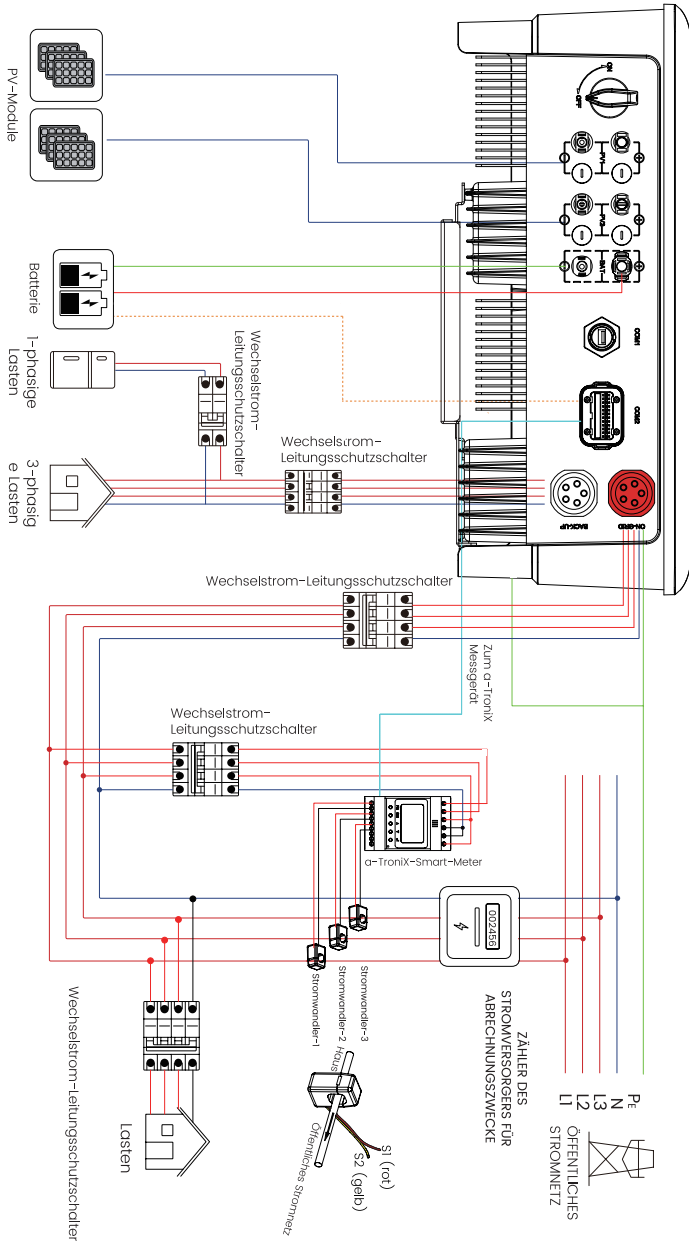 PV-Module
Batterie
1-phasige
Lasten
3-phasig
e Lasten
Wechselstrom-
Leitungsschutzschalter
Wechselstrom-
Leitungsschutzschalter
ON
OFF
PV1
PV2
BAT
COM1
COM2
BACK-UP
ON-GRID
Wechselstrom-Leitungsschutzschalter
Zum a-TroniX
Messgerät
Wechselstrom-
Leitungsschutzschalter
a-TroniX-Smart-Meter
002456
Stromwandler-1
Stromwandler-2
Stromwandler-3
Haus
Öffentliches Stromnetz
S1 (rot)
S2 (gelb)
ZÄHLER DES
STROMVERSORGERS FÜR
ABRECHNUNGSZWECKE
PE
N
L3
L2
L1
ÖFFENTLICHES
STROMNETZ
Lasten
Wechselstrom-Leitungsschutzschalter